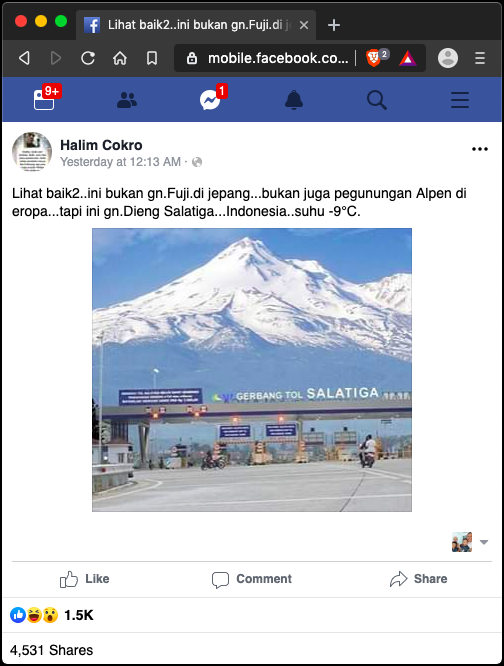 Lihat baik2..ini bukan gn.Fuji.di j
mobile.facebook.co...
2
9+
1
Halim Cokro
Yesterday at 12:13 AM ·
Lihat baik2..ini bukan gn.Fuji.di jepang...bukan juga pegunungan Alpen di
eropa...tapi ini gn.Dieng Salatiga...Indonesia..suhu -9°C.
GERBANG TOL SALATIGA
Like
Comment
Share
1.5K
4,531 Shares